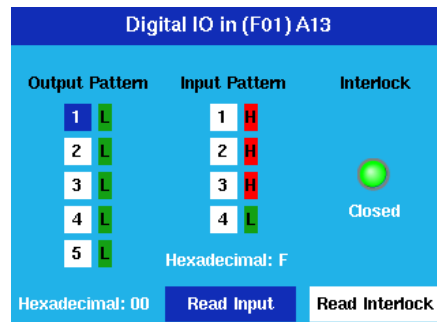 Digital IO in (F01) A13
Output Pattern Input Pattern Interlock
1 L 1 H
2 L 2 H
3 L 3 H
4 L 4 L
Closed
5 L
Hexadecimal: F
Hexadecimal: 00 Read Input Read Interlock